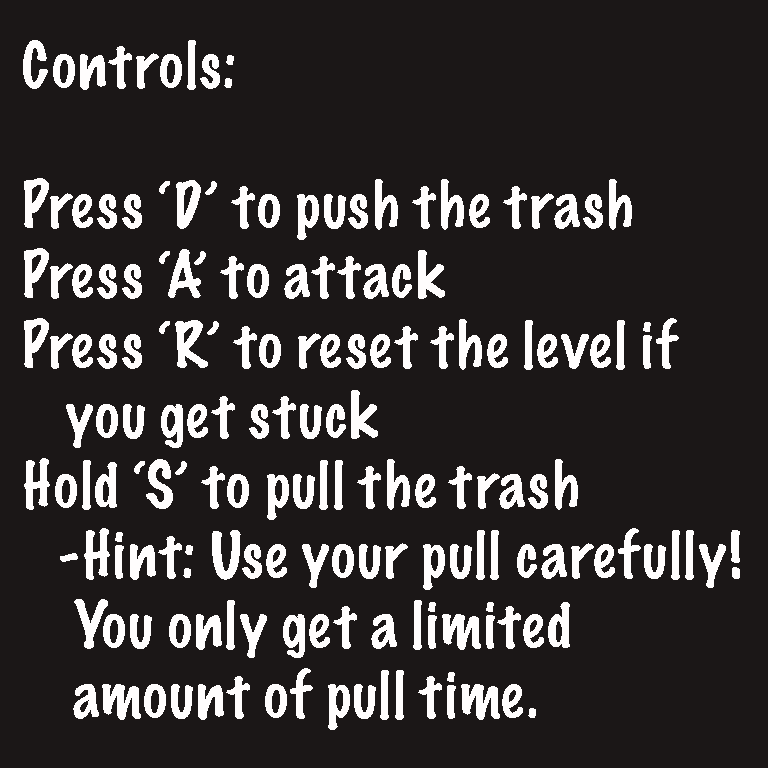 Controls:
Press ‘D’ to push the trash
Press ‘A’ to attack
Press ‘R’ to reset the level if
you get stuck
Hold ‘S’ to pull the trash
-Hint: Use your pull carefully!
You only get a limited
amount of pull time.